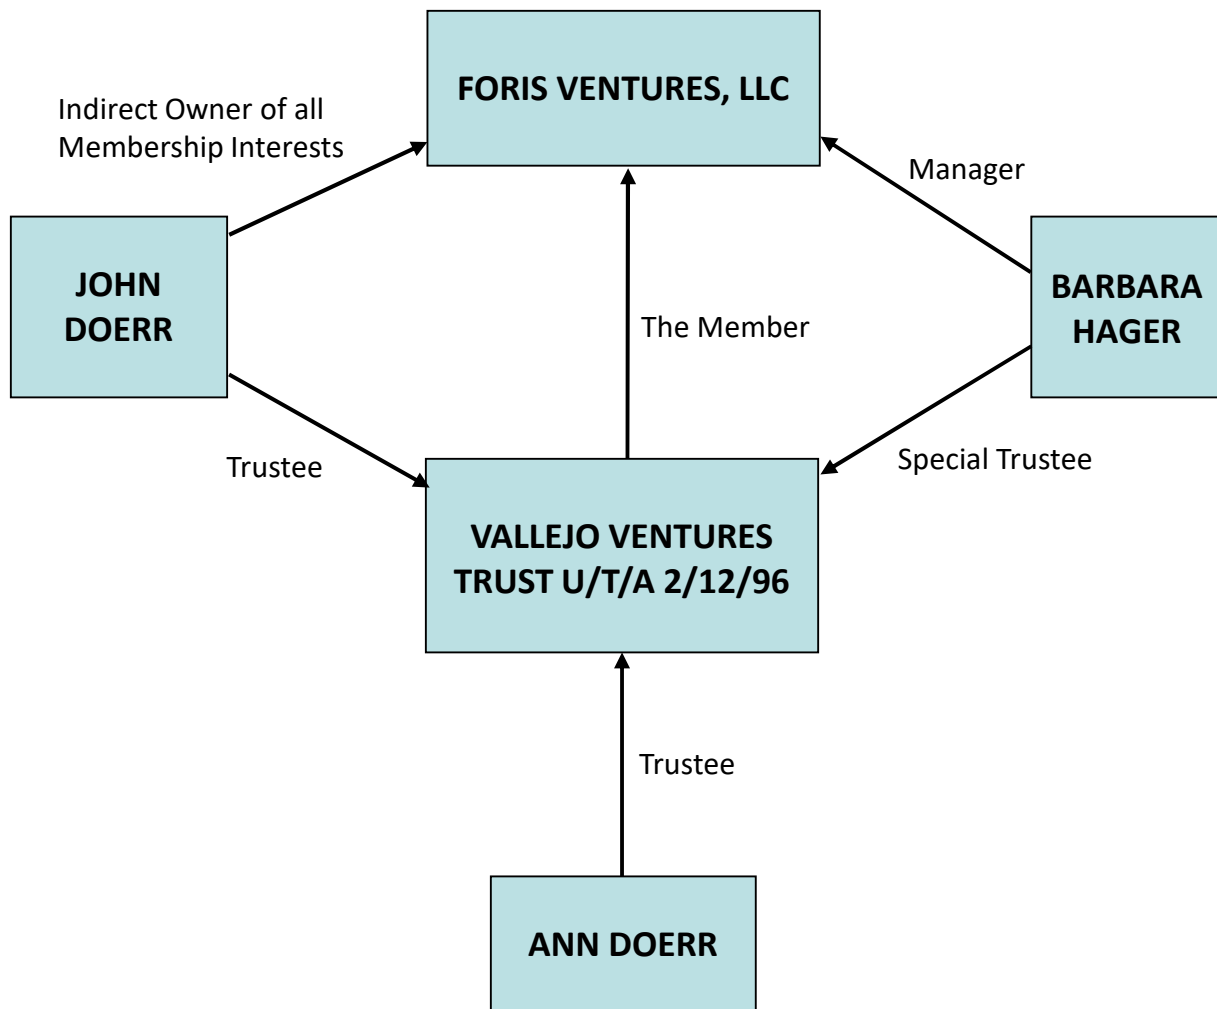 FORIS VENTURES, LLC
Indirect Owner of all
Membership Interests
Manager
JOHN
DOERR
BARBARA
HAGER
The Member
Trustee
Special Trustee
VALLEJO VENTURES
TRUST U/T/A 2/12/96
Trustee
ANN DOERR